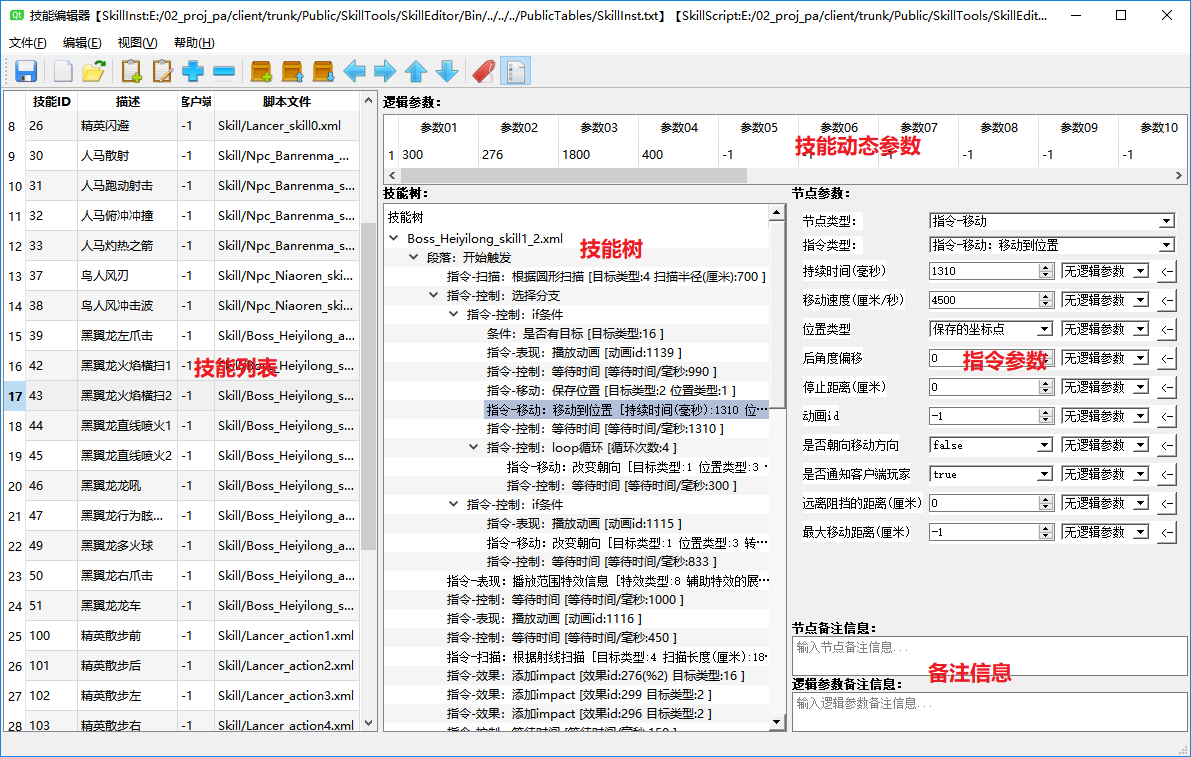 技能编辑器【SkillInst:E:/02_proj_pa/client/trunk/Public/SkillTools/SkillEditor/Bin/../../../PublicTables/SkillInst.txt】【SkillScript:E:/02_proj_pa/client/trunk/Public/SkillTools/SkillEdit...
文件(F) 编辑(E) 视图(V) 帮助(H)
技能ID 描述 客户端 脚本文件
8 26 精英闪避 -1 Skill/Lancer_skill0.xml
9 30 人马散射 -1 Skill/Npc_Banrenma_...
10 31 人马跑动射击 -1 Skill/Npc_Banrenma_s...
11 32 人马俯冲冲撞 -1 Skill/Npc_Banrenma_s...
12 33 人马灼热之箭 -1 Skill/Npc_Banrenma_s...
13 37 鸟人风刃 -1 Skill/Npc_Niaoren_ski...
14 38 鸟人风冲击波 -1 Skill/Npc_Niaoren_ski...
15 39 黑翼龙左爪击 -1 Skill/Boss_Heiyilong_a...
16 42 黑翼龙火焰横扫1 -1 Skill/Boss_Heiyilong_s...
技能列表
17 43 黑翼龙火焰横扫2 -1 Skill/Boss_Heiyilong_s...
18 44 黑翼龙直线喷火1 -1 Skill/Boss_Heiyilong_s...
19 45 黑翼龙直线喷火2 -1 Skill/Boss_Heiyilong_s...
20 46 黑翼龙龙吼 -1 Skill/Boss_Heiyilong_s...
21 47 黑翼龙行为眩... -1 Skill/Boss_Heiyilong_a...
22 49 黑翼龙多火球 -1 Skill/Boss_Heiyilong_s...
23 50 黑翼龙右爪击 -1 Skill/Boss_Heiyilong_a...
24 51 黑翼龙龙车 -1 Skill/Boss_Heiyilong_s...
25 100 精英散步前 -1 Skill/Lancer_action1.xml
26 101 精英散步后 -1 Skill/Lancer_action2.xml
27 102 精英散步左 -1 Skill/Lancer_action3.xml
28 103 精英散步右 -1 Skill/Lancer_action4.xml
逻辑参数：
参数01 参数02 参数03 参数04 参数05 参数06 参数07 参数08 参数09 参数10
技能动态参数
1 300 276 1800 400 -1 -1 -1 -1
技能树：
技能树
Boss_Heiyilong_skill1_2.xml
技能树
段落：开始触发
指令-扫描：根据圆形扫描 [目标类型:4 扫描半径(厘米):700 ]
指令-控制：选择分支
指令-控制：if条件
条件：是否有目标 [目标类型:16 ]
指令-表现：播放动画 [动画id:1139 ]
指令-控制：等待时间 [等待时间/毫秒:990 ]
指令-移动：保存位置 [目标类型:2 位置类型:1 ]
指令-移动：移动到位置 [持续时间(毫秒):1310 位...
指令-控制：等待时间 [等待时间/毫秒:1310 ]
指令-控制：loop循环 [循环次数:4 ]
指令-移动：改变朝向 [目标类型:1 位置类型:3
指令-控制：等待时间 [等待时间/毫秒:300 ]
指令-控制：if条件
指令-表现：播放动画 [动画id:1115 ]
指令-移动：改变朝向 [目标类型:1 位置类型:3 转...
指令-控制：等待时间 [等待时间/毫秒:833 ]
指令-表现：播放范围特效信息 [特效类型:8 辅助特效的展...
指令-控制：等待时间 [等待时间/毫秒:1000 ]
指令-表现：播放动画 [动画id:1116 ]
指令-控制：等待时间 [等待时间/毫秒:450 ]
指令-扫描：根据射线扫描 [目标类型:4 扫描长度(厘米):18...
指令-效果：添加impact [效果id:276(%2) 目标类型:16 ]
指令-效果：添加impact [效果id:299 目标类型:2 ]
指令-效果：添加impact [效果id:296 目标类型:2 ]
指令-控制：等待时间 [等待时间/毫秒:150 ]
节点参数：
节点类型： 指令-移动
指令类型： 指令-移动：移动到位置
持续时间(毫秒) 1310 无逻辑参数 <-
移动速度(厘米/秒) 4500 无逻辑参数 <-
位置类型 保存的坐标点 无逻辑参数 <-
后角度偏移 0 无逻辑参数 <-
指令参数
停止距离(厘米) 0 无逻辑参数 <-
动画id -1 无逻辑参数 <-
是否朝向移动方向 false 无逻辑参数 <-
是否通知客户端玩家 true 无逻辑参数 <-
远离阻挡的距离(厘米) 0 无逻辑参数 <-
最大移动距离(厘米) -1 无逻辑参数 <-
节点备注信息：
输入节点备注信息...
备注信息
逻辑参数备注信息：
输入逻辑参数备注信息...